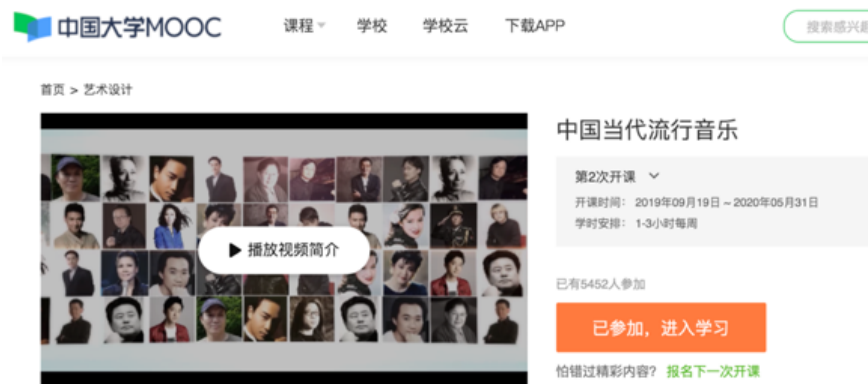 中国大学MOOC 课程 学校 学校云 下载APP 搜索感兴
首页 > 艺术设计
中国当代流行音乐
第2次开课
开课时间： 2019年09月19日 ~ 2020年05月31日
学时安排： 1-3小时每周
播放视频简介
已有5452人参加
已参加，进入学习
怕错过精彩内容？ 报名下一次开课